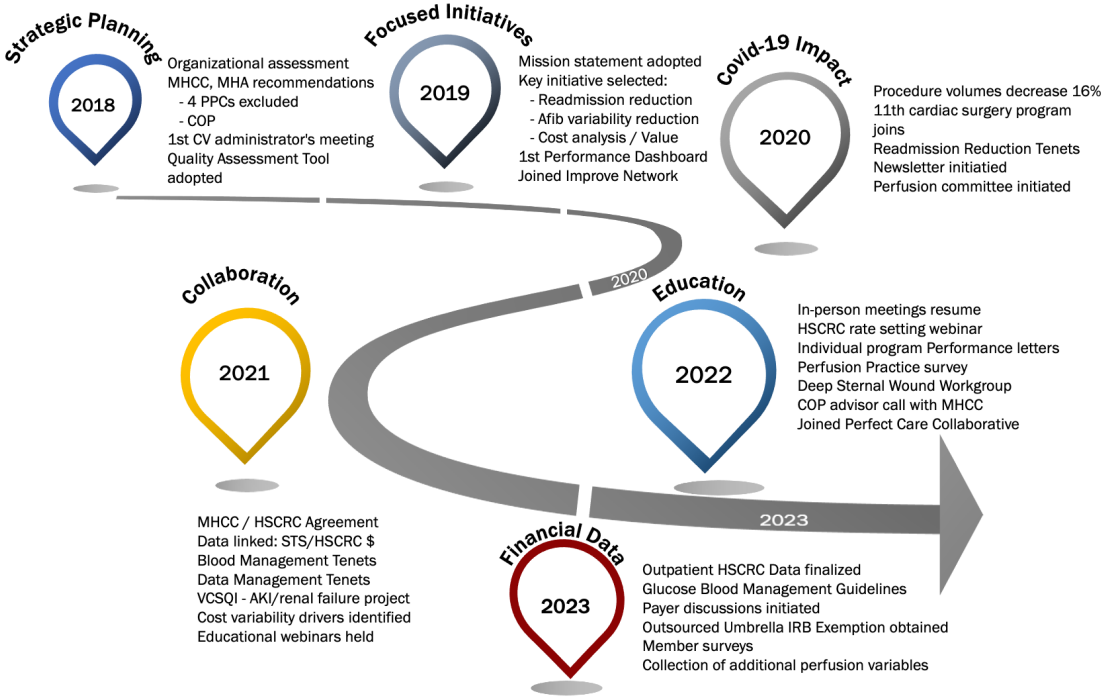 Strategic Planning
2018
Organizational assessment
MHCC, MHA recommendations
- 4 PPCs excluded
- COP
1st CV administrator's meeting
Quality Assessment Tool
adopted
Focused Initiatives
2019
Mission statement adopted
Key initiative selected:
- Readmission reduction
- Afib variability reduction
- Cost analysis / Value
1st Performance Dashboard
Joined Improve Network
Covid-19 Impact
2020
Procedure volumes decrease 16%
11th cardiac surgery program
joins
Readmission Reduction Tenets
Newsletter initiatied
Perfusion committee initiated
2020
Collaboration
2021
MHCC / HSCRC Agreement
Data linked: STS/HSCRC $
Blood Management Tenets
Data Management Tenets
VCSQI - AKI/renal failure project
Cost variability drivers identified
Educational webinars held
Education
2022
In-person meetings resume
HSCRC rate setting webinar
Individual program Performance letters
Perfusion Practice survey
Deep Sternal Wound Workgroup
COP advisor call with MHCC
Joined Perfect Care Collaborative
2023
Financial Data
2023
Outpatient HSCRC Data finalized
Glucose Blood Management Guidelines
Payer discussions initiated
Outsourced Umbrella IRB Exemption obtained
Member surveys
Collection of additional perfusion variables